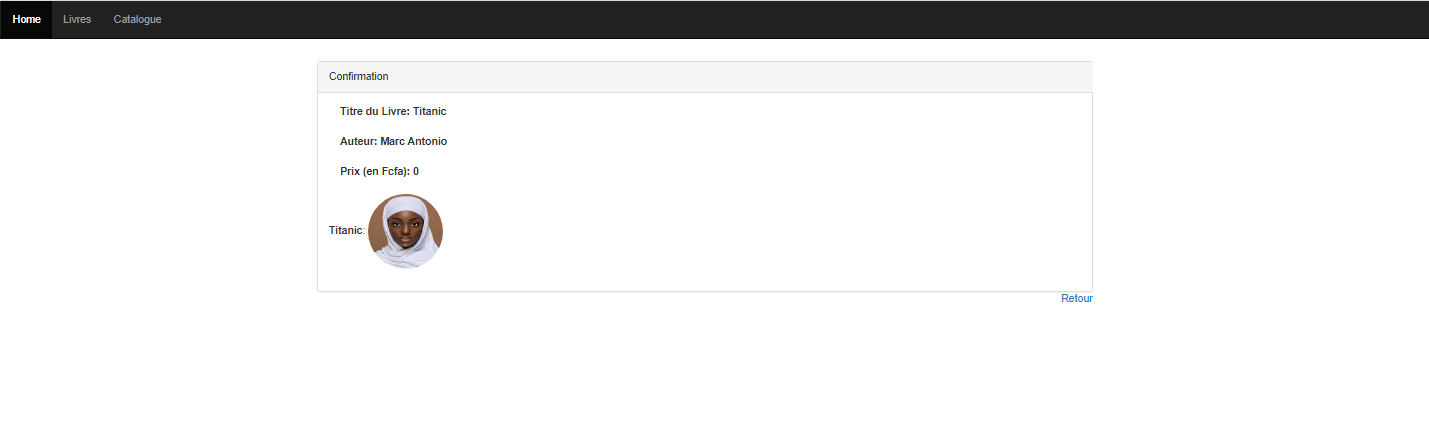 Home Livres Catalogue
Confirmation
Titre du Livre: Titanic
Auteur: Marc Antonio
Prix (en Fcfa): 0
Titanic:
Retour